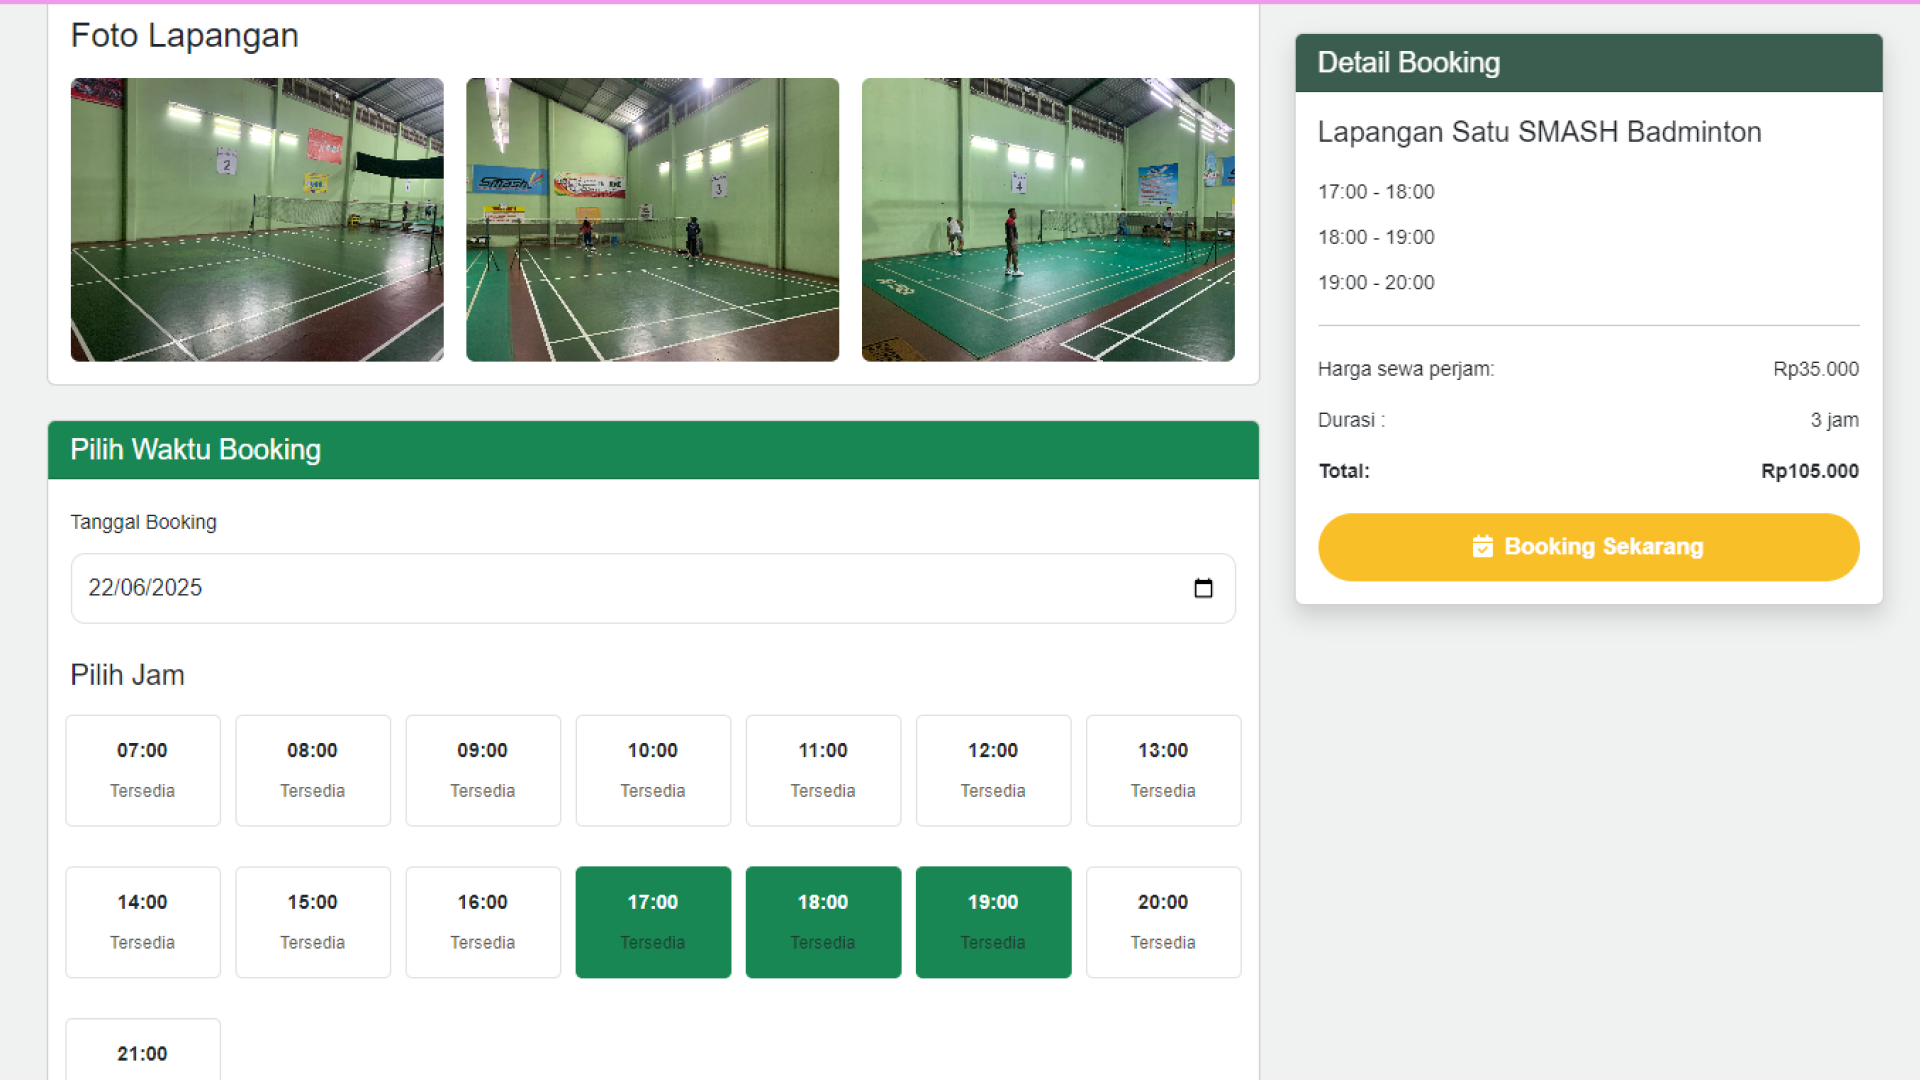 Foto Lapangan
2
Smash
3
4
Pilih Waktu Booking
Tanggal Booking
22/06/2025
Pilih Jam
07:00
Tersedia
08:00
Tersedia
09:00
Tersedia
10:00
Tersedia
11:00
Tersedia
12:00
Tersedia
13:00
Tersedia
14:00
Tersedia
15:00
Tersedia
16:00
Tersedia
17:00
Tersedia
18:00
Tersedia
19:00
Tersedia
20:00
Tersedia
21:00
Detail Booking
Lapangan Satu SMASH Badminton
17:00 - 18:00
18:00 - 19:00
19:00 - 20:00
Harga sewa perjam: Rp35.000
Durasi : 3 jam
Total: Rp105.000
Booking Sekarang